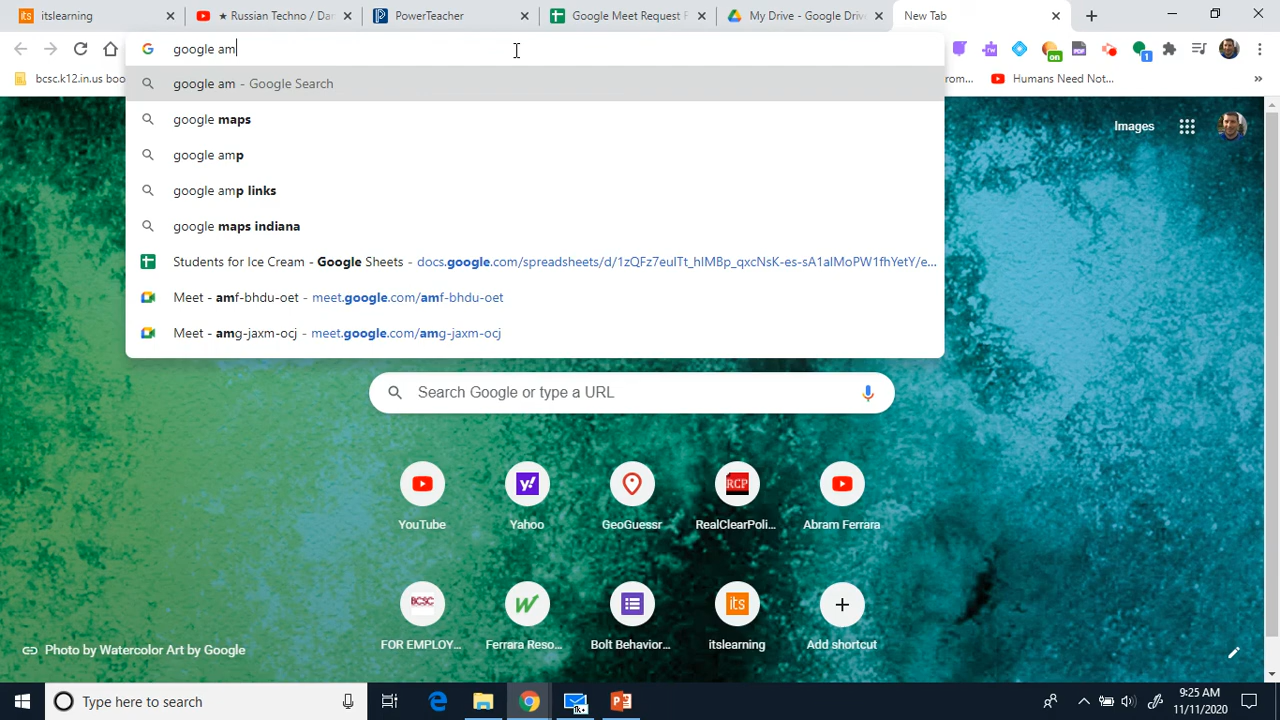 itslearning
★ Russian Techno / Da
PowerTeacher
Google Meet Request F
My Drive - Google Driv
New Tab
google am
bcsc.k12.in.us boo
on
PDF
1
rom...
Humans Need Not...
»
google am - Google Search
google maps
google amp
google amp links
google maps indiana
Students for Ice Cream - Google Sheets - docs.google.com/spreadsheets/d/1zQFz7eulTt_hIMBp_qxcNsK-es-sA1alMoPW1fhYetY/e...
Meet - amf-bhdu-oet - meet.google.com/amf-bhdu-oet
Meet - amg-jaxm-ocj - meet.google.com/amg-jaxm-ocj
Images
Search Google or type a URL
YouTube
Yahoo
GeoGuessr
RealClearPoli...
Abram Ferrara
FOR EMPLOY...
Ferrara Reso...
Bolt Behavior...
itslearning
Add shortcut
Photo by Watercolor Art by Google
Type here to search
9:25 AM
11/11/2020